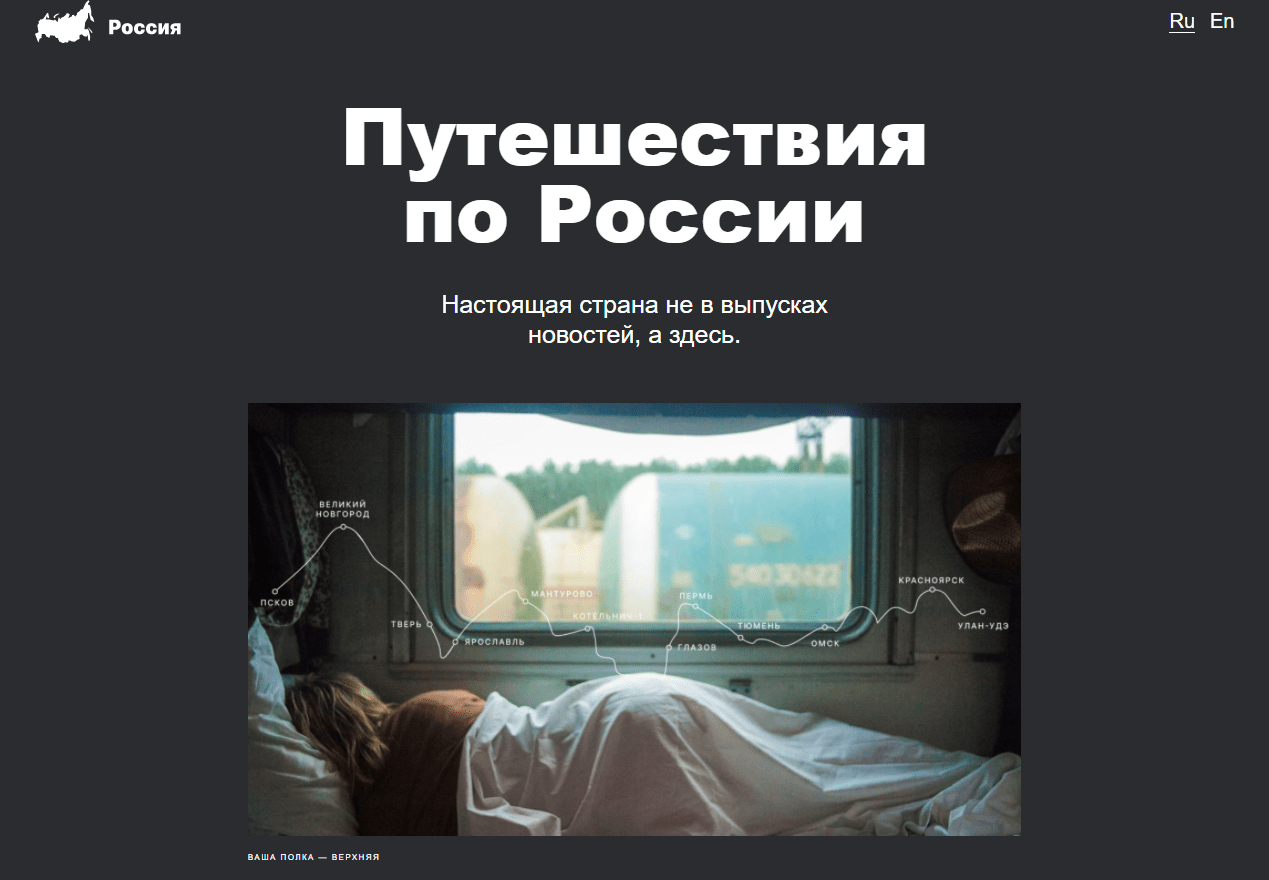 Россия
Ru En
Путешествия
по России
Настоящая страна не в выпусках
новостей, а здесь.
ВЕЛИКИЙ
НОВГОРОД
ПСКОВ
ТВЕРЬ
ЯРОСЛАВЛЬ
МАНТУРОВО
КОТЕЛЬНИЧ-1
ПЕРМЬ
ГЛАЗОВ
ТЮМЕНЬ
ОМСК
КРАСНОЯРСК
УЛАН-УДЭ
54030622
ВАША ПОЛКА — ВЕРХНЯЯ